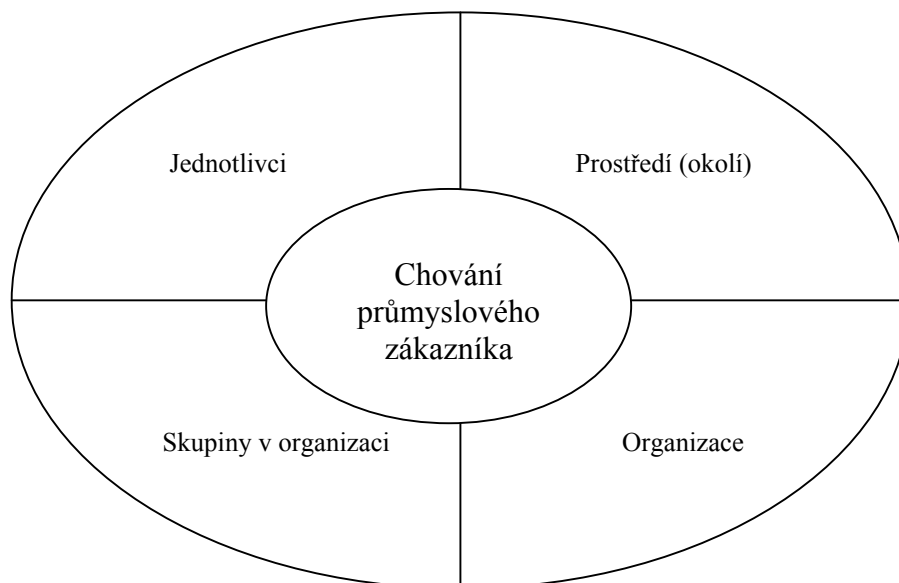 Jednotlivci
Prostředí (okolí)
Chování
průmyslového
zákazníka
Skupiny v organizaci
Organizace